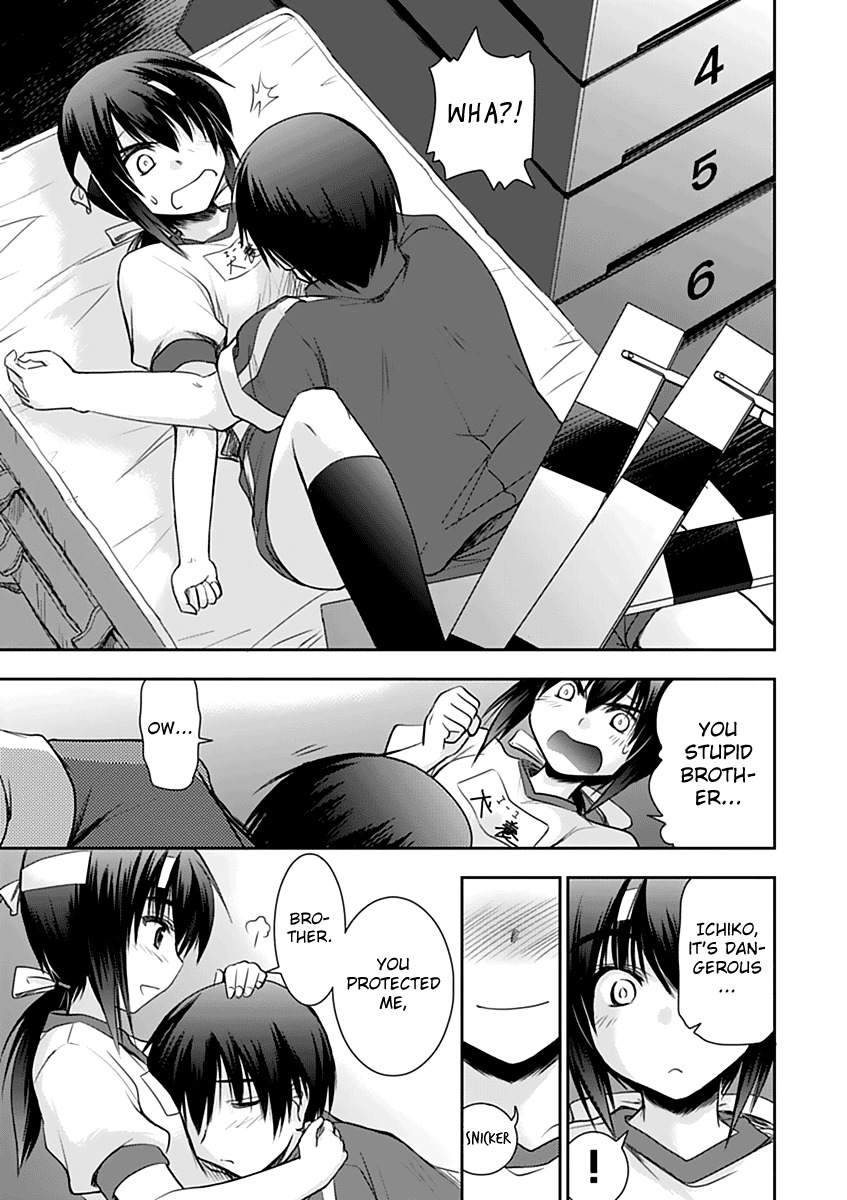 WHA?!
4
5
6
YOU
STUPID
BROTH-
ER...
OW...
ICHIKO,
IT'S DAN-
GEROUS
...
!
SNICKER
BRO-
THER.
YOU
PROTECTED
ME,